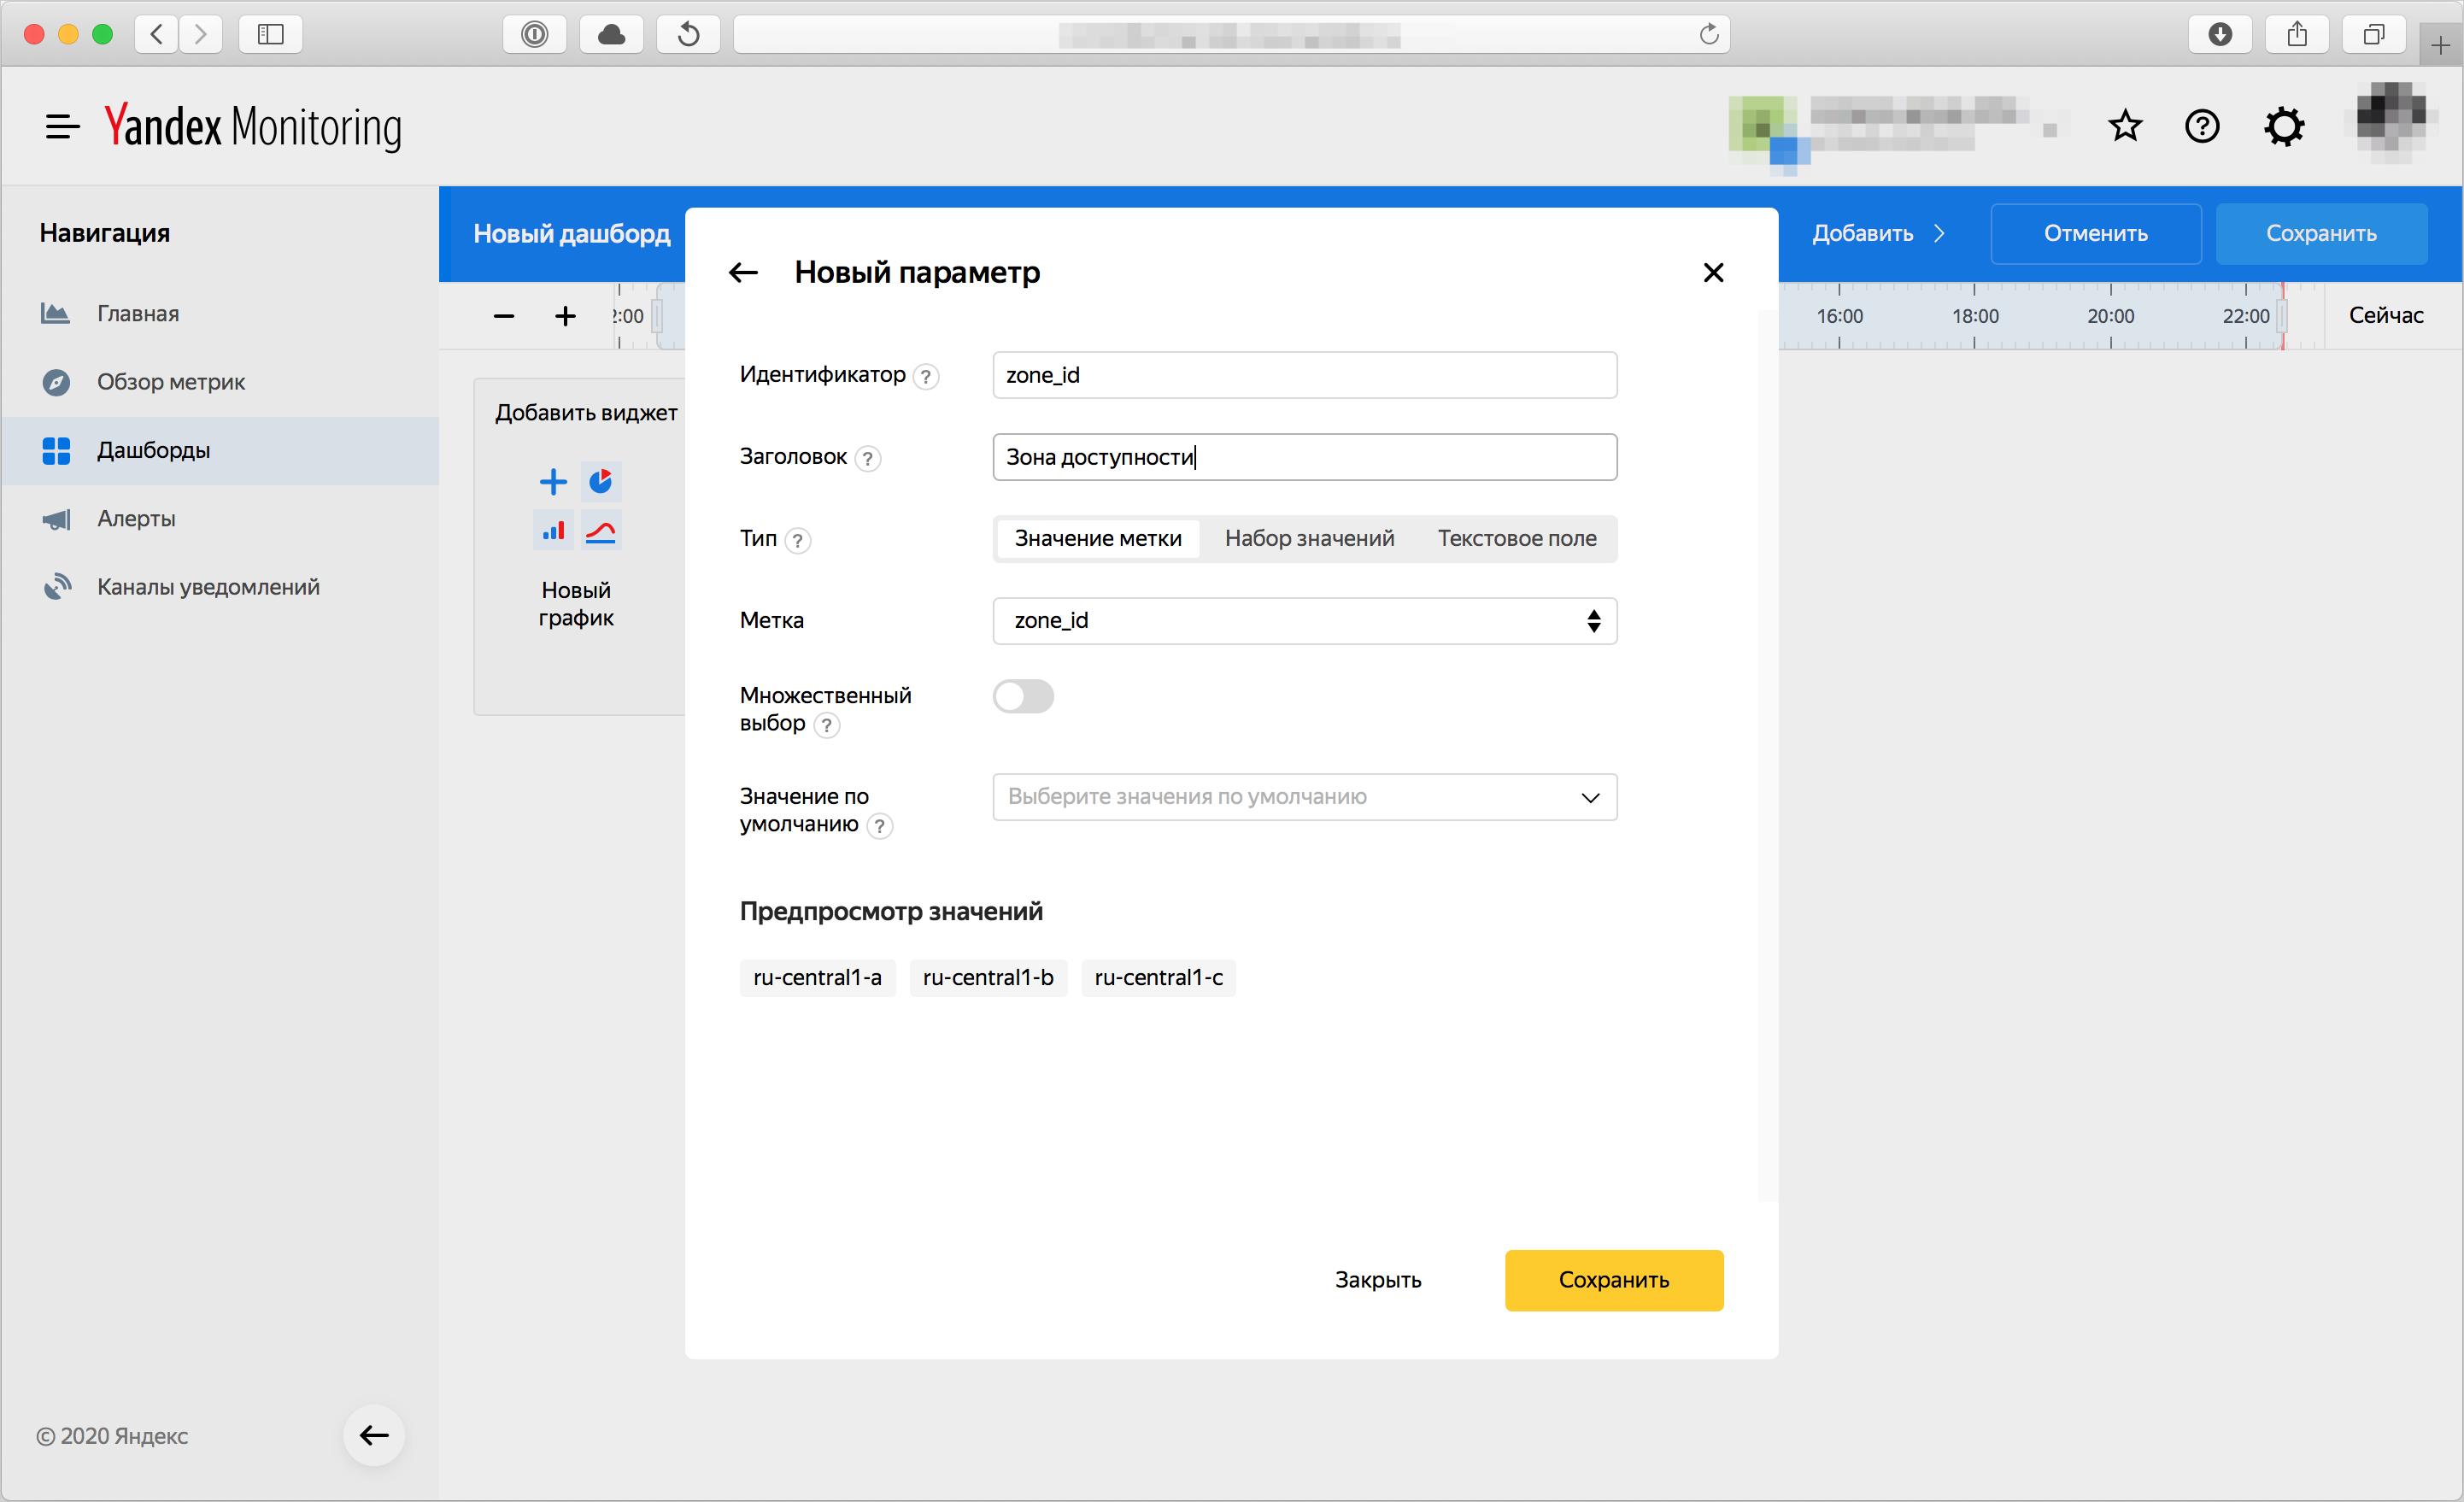 Yandex Monitoring
Навигация
Главная
Обзор метрик
Дашборды
Алерты
Каналы уведомлений
© 2020 Яндекс
Новый дашборд
Добавить
Отменить
Сохранить
:00
16:00
18:00
20:00
22:00
Сейчас
Добавить виджет
Новый
график
Новый параметр
Идентификатор ?
zone_id
Заголовок ?
Зона доступности
Тип ?
Значение метки
Набор значений
Текстовое поле
Метка
zone_id
Множественный
выбор ?
Значение по
умолчанию ?
Выберите значения по умолчанию
Предпросмотр значений
ru-central1-a
ru-central1-b
ru-central1-c
Закрыть
Сохранить